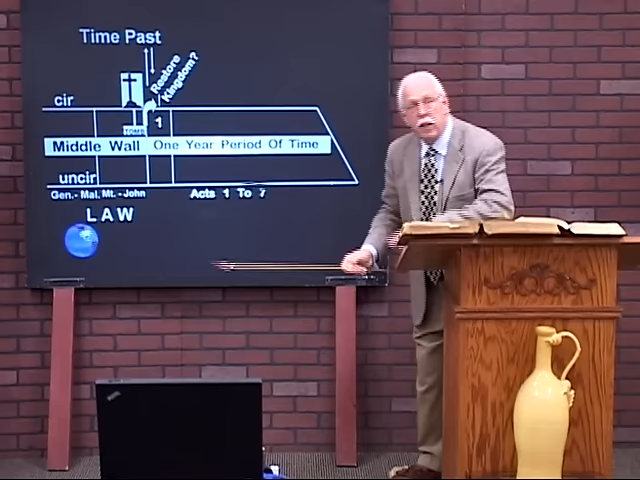 Time Past
Restore
Kingdom?
cir
TOMB
1
Middle Wall One Year Period Of Time
uncir
Gen.-Mal. Mt.-John
Acts 1 To 7
LAW